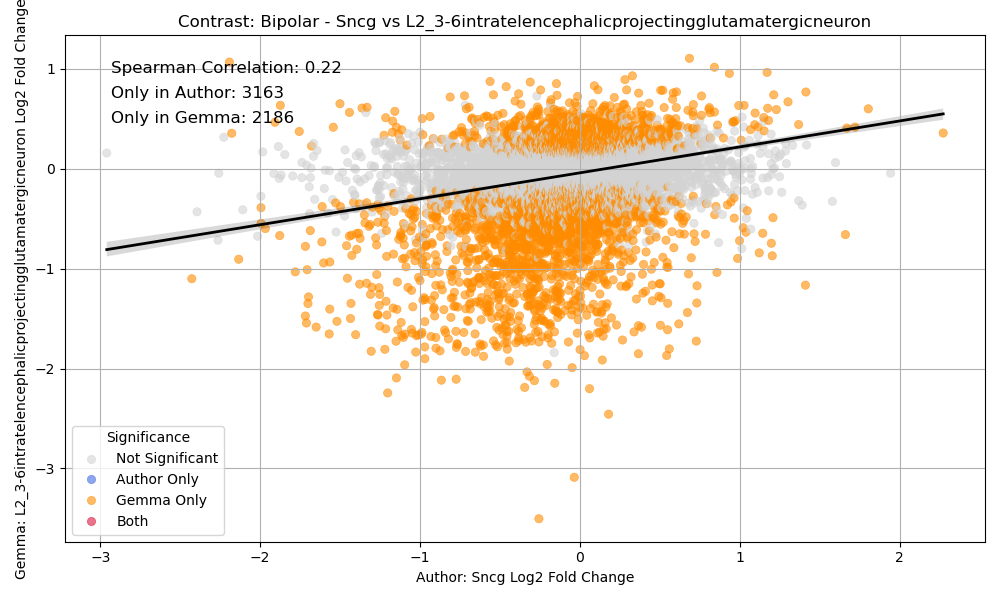 Contrast: Bipolar - Sncg vs L2_3-6intratelencephalicprojectingglutamatergicneuron
Gemma: L2_3-6intratelencephalicprojectingglutamatergicneuron Log2 Fold Change
1
0
−1
−2
−3
Spearman Correlation: 0.22
Only in Author: 3163
Only in Gemma: 2186
Significance
Not Significant
Author Only
Gemma Only
Both
−3
−2
−1
0
1
2
Author: Sncg Log2 Fold Change